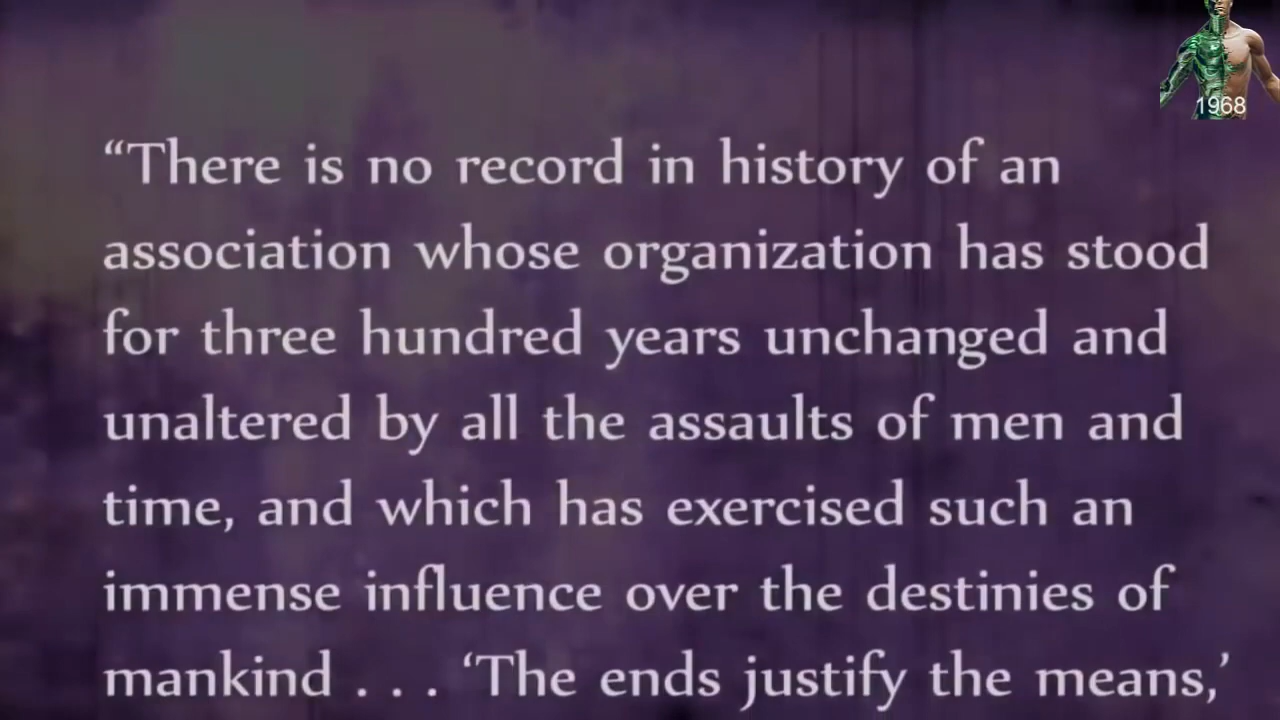 1968
“There is no record in history of an
association whose organization has stood
for three hundred years unchanged and
unaltered by all the assaults of men and
time, and which has exercised such an
immense influence over the destinies of
mankind . . . ‘The ends justify the means,’